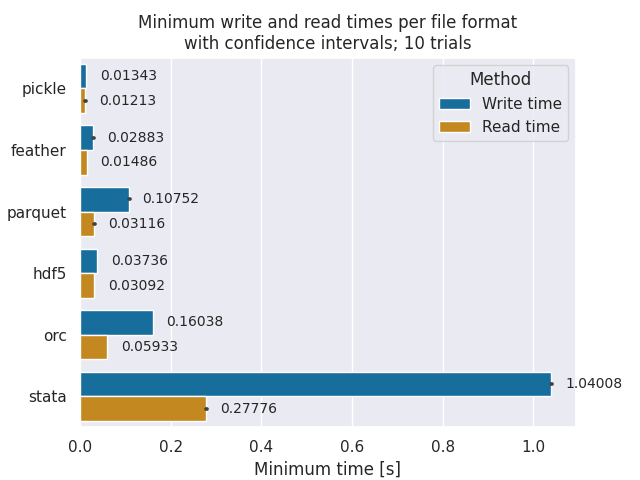 Minimum write and read times per file format
with confidence intervals; 10 trials
Method
Write time
Read time
pickle
0.01343
0.01213
feather
0.02883
0.01486
parquet
0.10752
0.03116
hdf5
0.03736
0.03092
orc
0.16038
0.05933
stata
1.04008
0.27776
0.0 0.2 0.4 0.6 0.8 1.0
Minimum time [s]